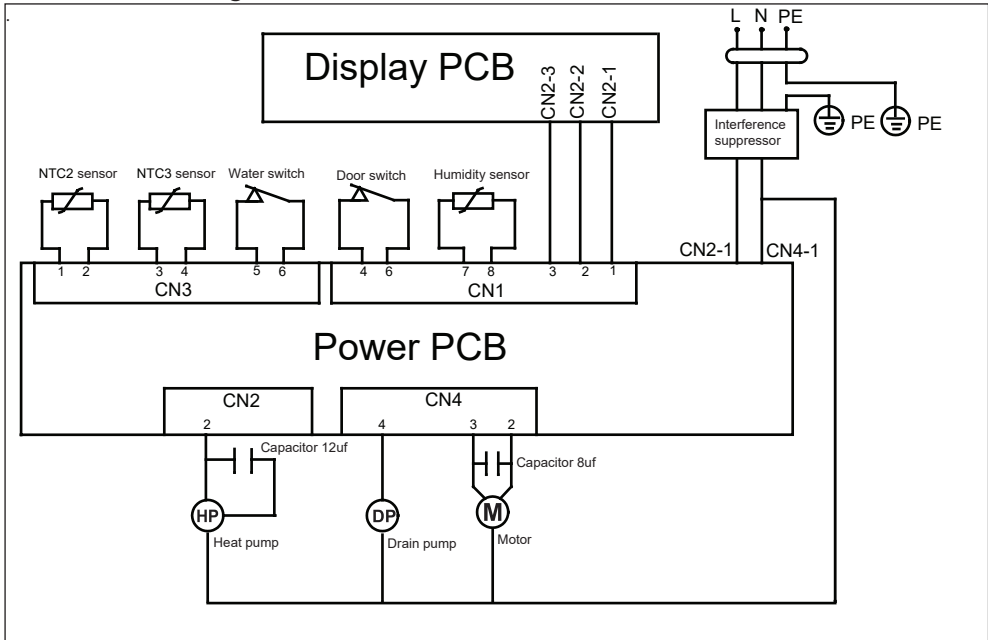 L N PE
Display PCB
CN2-3
CN2-2
CN2-1
Interference
suppressor
PE
PE
NTC2 sensor
NTC3 sensor
Water switch
Door switch
Humidity sensor
CN2-1
CN4-1
1 2 3 4 5 6 4 6 7 8 3 2 1
CN3
CN1
Power PCB
CN2
CN4
2 4 3 2
Capacitor 12uf
Capacitor 8uf
HP
DP
M
Heat pump
Drain pump
Motor